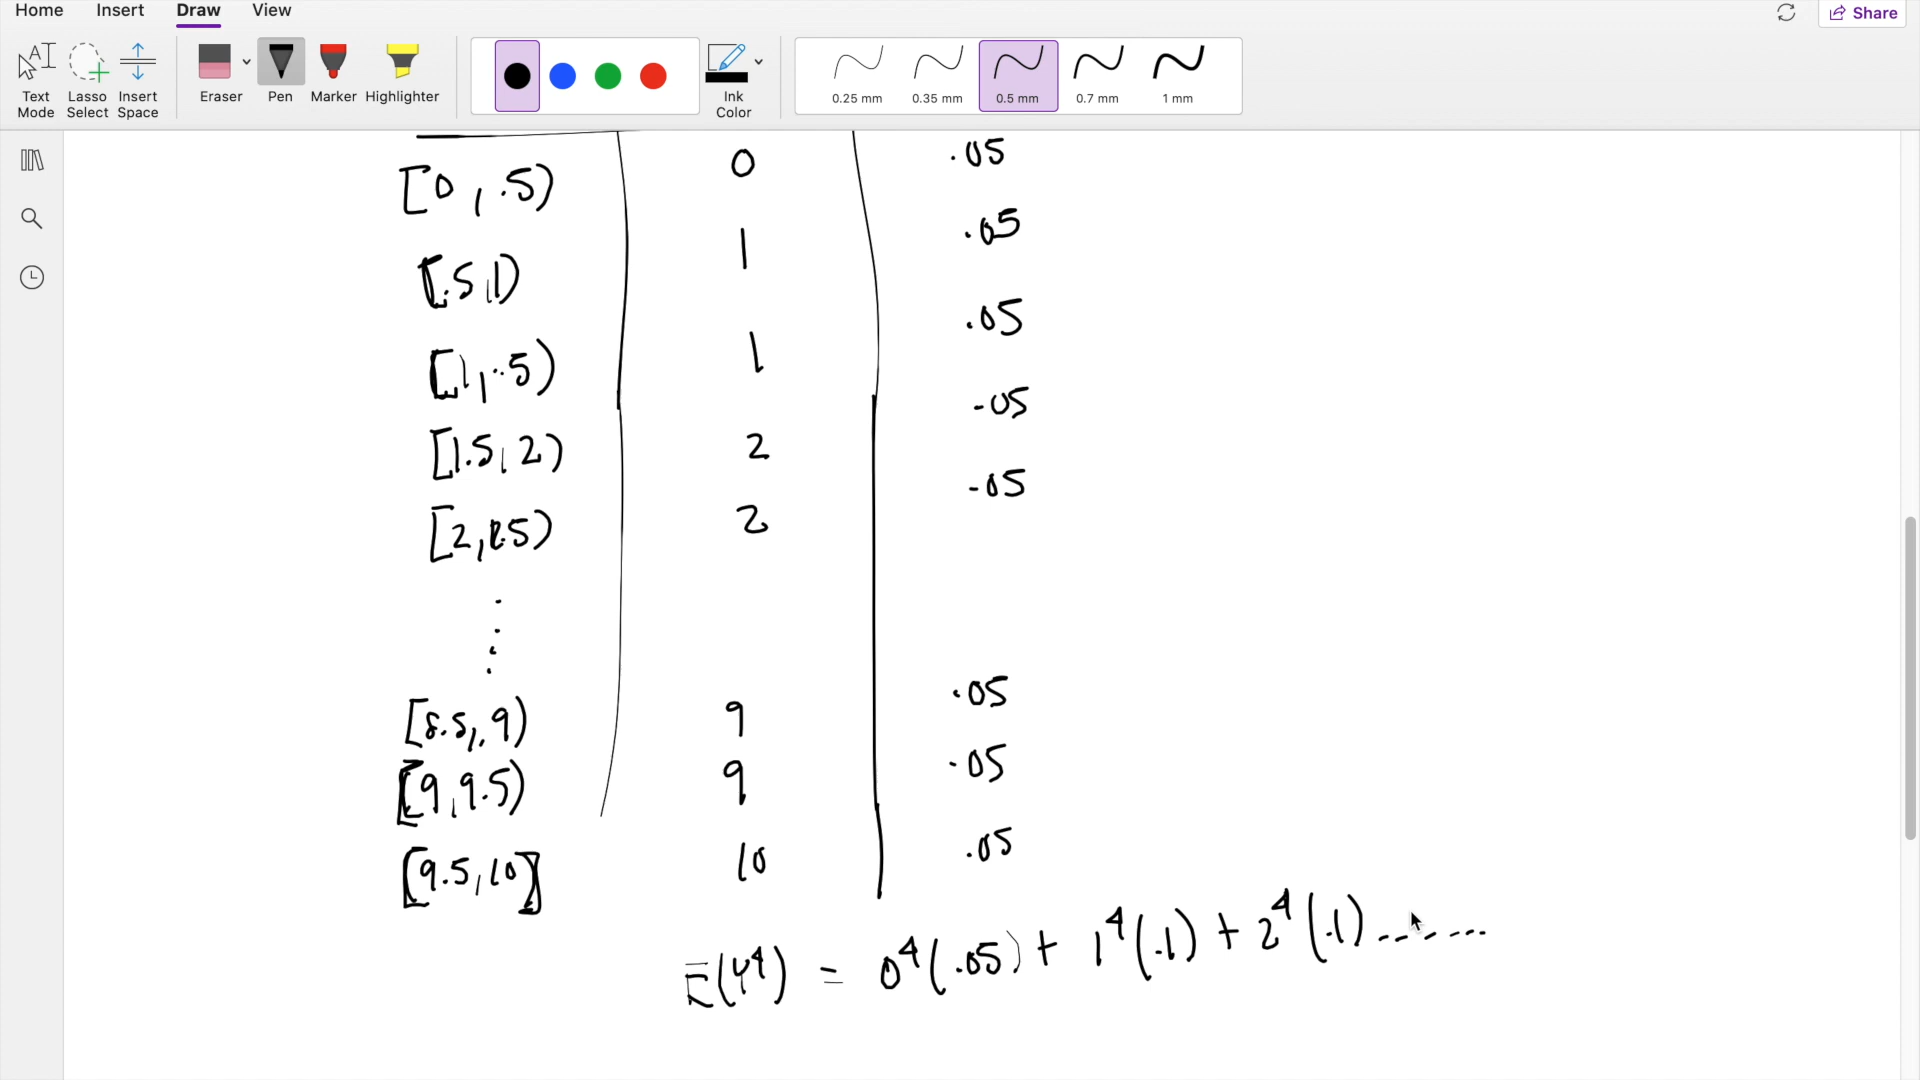 Home Insert Draw View Share
Text Mode Lasso Select Insert Space Eraser Pen Marker Highlighter Ink Color 0.25 mm 0.35 mm 0.5 mm 0.7 mm 1 mm
[0, .5) 0 .05
[.5,1) 1 .05
[1,.5) 1 .05
[1.5,2) 2 .05
[2,2.5) 2 .05
[8.5, 9) 9 .05
[9,9.5) 9 .05
[9.5,10] 10 .05
E(Y⁴) = 0⁴(.05) + 1⁴(.1) + 2⁴(.1) ......